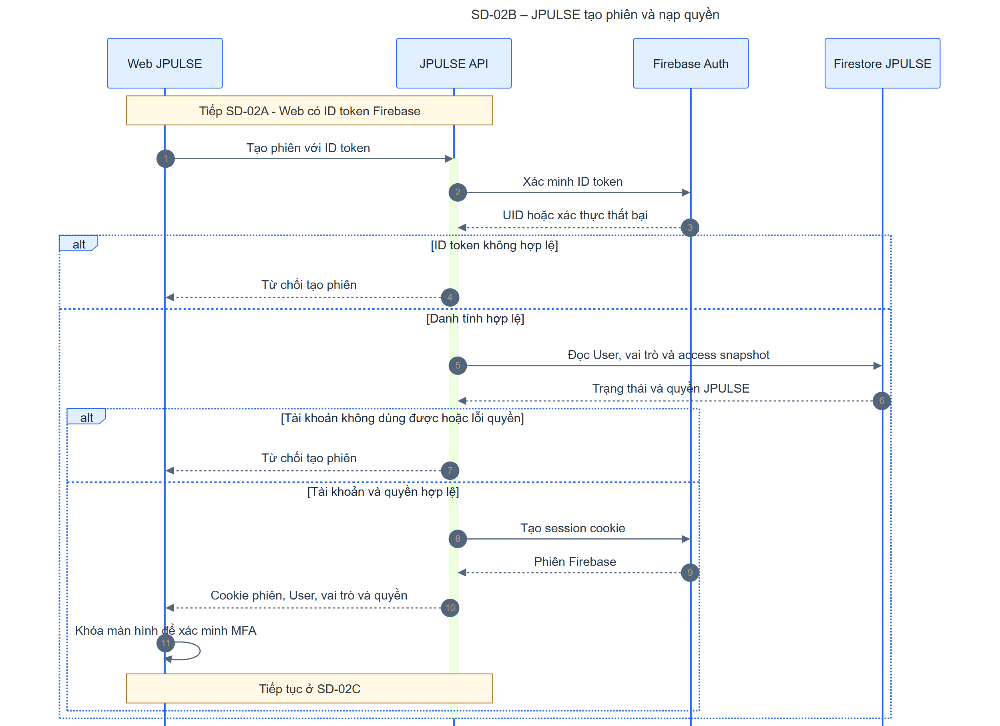 SD-02B – JPULSE tạo phiên và nạp quyền
Web JPULSE
JPULSE API
Firebase Auth
Firestore JPULSE
Tiếp SD-02A - Web có ID token Firebase
Tạo phiên với ID token
1
Xác minh ID token
2
UID hoặc xác thực thất bại
3
alt
[ID token không hợp lệ]
Từ chối tạo phiên
4
[Danh tính hợp lệ]
Đọc User, vai trò và access snapshot
5
Trạng thái và quyền JPULSE
6
alt
[Tài khoản không dùng được hoặc lỗi quyền]
Từ chối tạo phiên
7
[Tài khoản và quyền hợp lệ]
Tạo session cookie
8
Phiên Firebase
9
Cookie phiên, User, vai trò và quyền
10
Khóa màn hình để xác minh MFA
11
Tiếp tục ở SD-02C